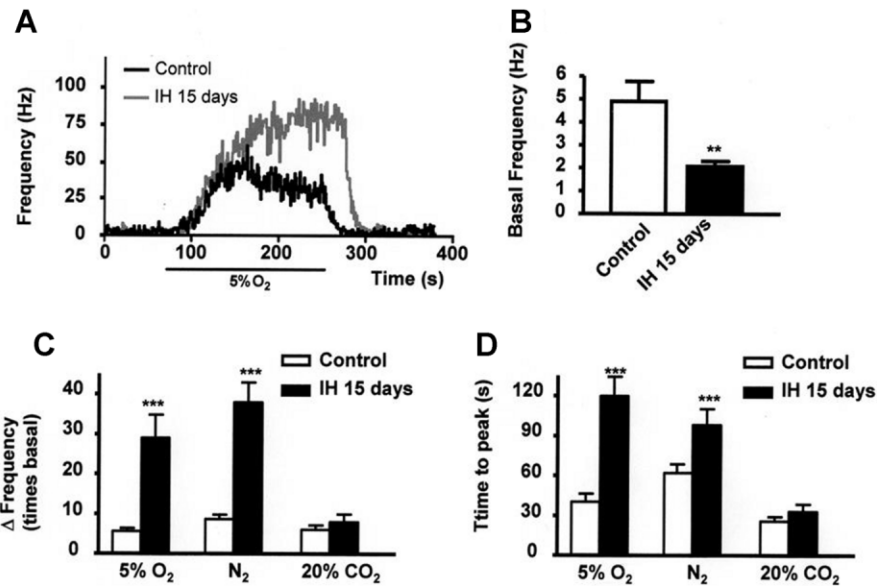 A
Frequency (Hz)
Control
IH 15 days
100
75
50
25
0
0 100 200 300 400
5%O2
Time (s)
B
Basal Frequency (Hz)
6
5
4
3
2
1
0
**
Control
IH 15 days
C
Δ Frequency
(times basal)
Control
IH 15 days
40
30
20
10
0
***
***
5% O2 N2 20% CO2
D
Ttime to peak (s)
Control
IH 15 days
120
90
60
30
0
***
***
5% O2 N2 20% CO2